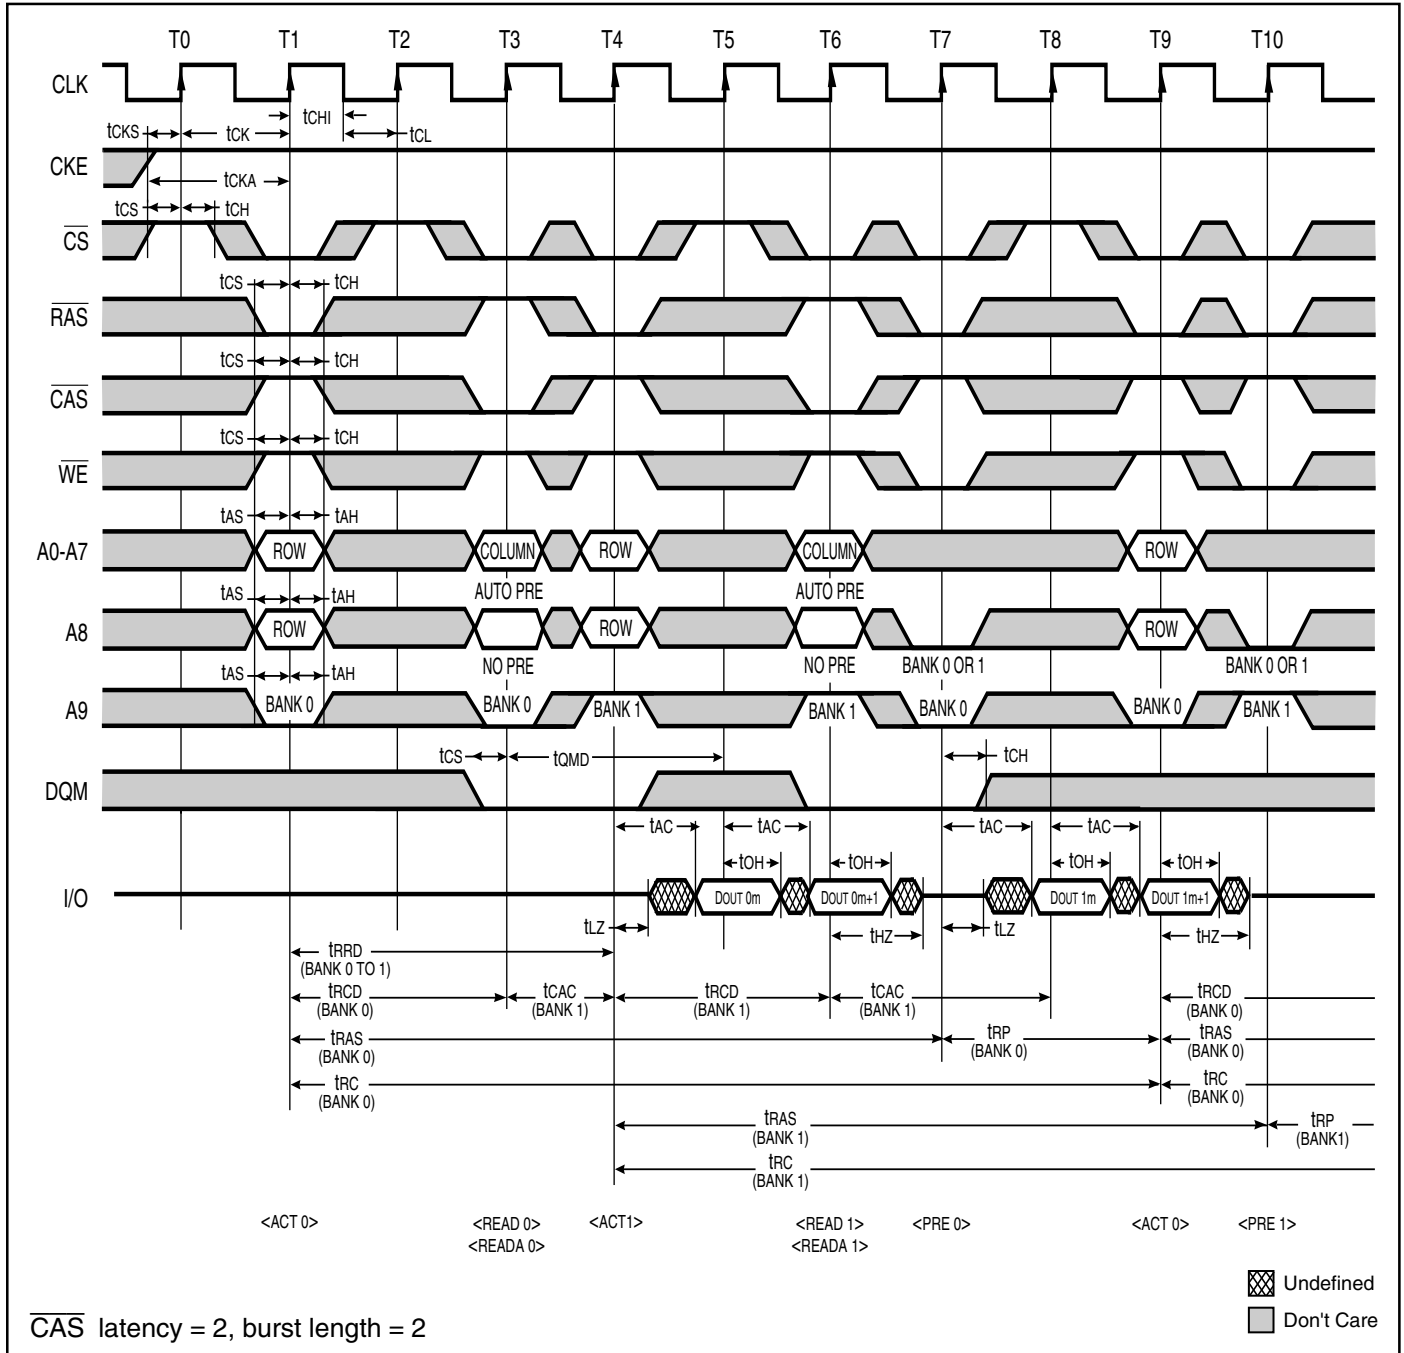 T0 T1 T2 T3 T4 T5 T6 T7 T8 T9 T10
CLK
tCHI
tCKS tCK tCL
CKE
tCKA
tCS tCH
CS
tCS tCH
RAS
tCS tCH
CAS
tCS tCH
WE
tAS tAH
A0-A7 ROW COLUMN ROW COLUMN ROW
AUTO PRE AUTO PRE
tAS tAH
A8 ROW ROW ROW
NO PRE NO PRE BANK 0 OR 1 BANK 0 OR 1
tAS tAH
A9 BANK 0 BANK 0 BANK 1 BANK 1 BANK 0 BANK 0 BANK 1
tCS tQMD tCH
DQM
tAC tAC tAC tAC
tOH tOH tOH tOH
I/O DOUT 0m DOUT 0m+1 DOUT 1m DOUT 1m+1
tLZ tHZ tLZ tHZ
tRRD
(BANK 0 TO 1)
tRCD tCAC tRCD tCAC tRCD
(BANK 0) (BANK 1) (BANK 1) (BANK 1) (BANK 0)
tRAS tRP tRAS
(BANK 0) (BANK 0) (BANK 0)
tRC tRC
(BANK 0) (BANK 0)
tRAS tRP
(BANK 1) (BANK1)
tRC
(BANK 1)
<ACT 0> <READ 0> <ACT1> <READ 1> <PRE 0> <ACT 0> <PRE 1>
<READA 0> <READA 1>
Undefined
Don't Care
CAS latency = 2, burst length = 2